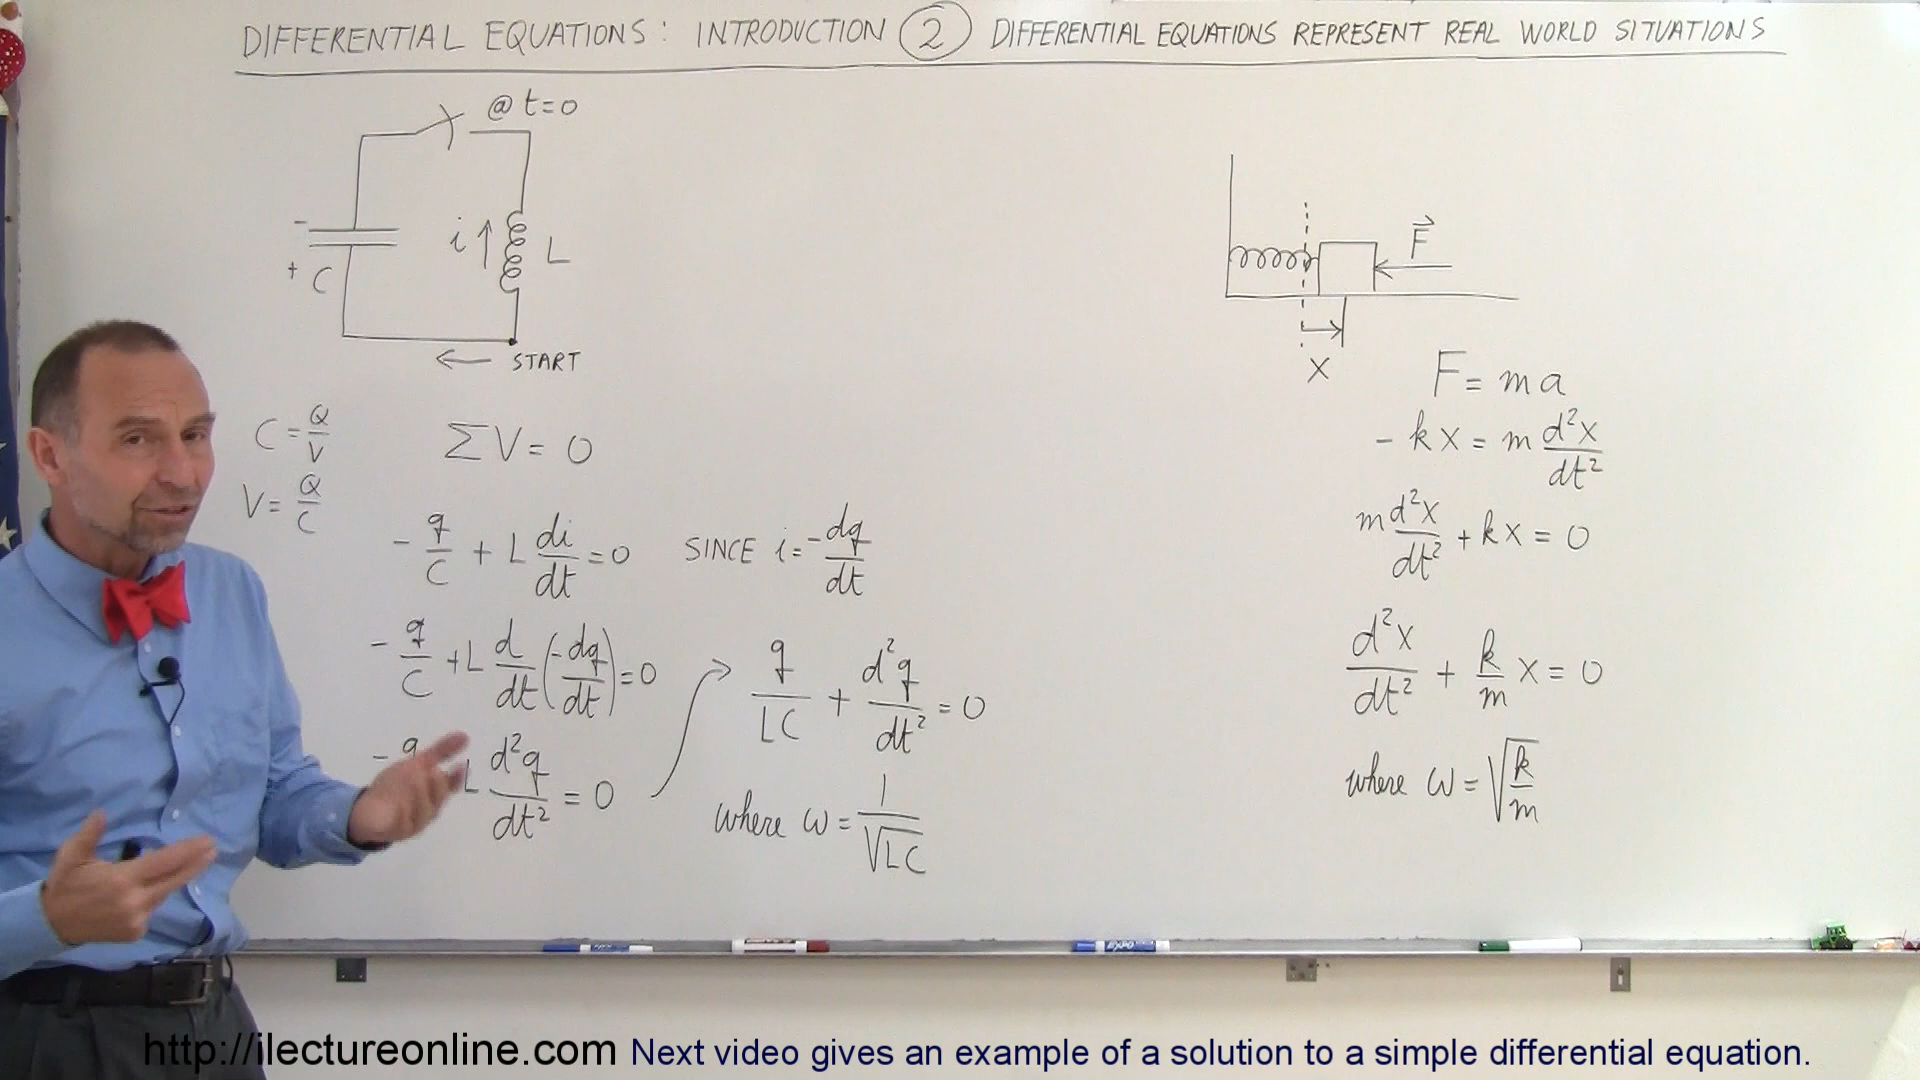 DIFFERENTIAL EQUATIONS: INTRODUCTION 2 DIFFERENTIAL EQUATIONS REPRESENT REAL WORLD SITUATIONS
@ t=0
- 
+ C
i L
← START
C = Q/V
V = Q/C
ΣV = 0
- q/C + L di/dt = 0 SINCE i = - dq/dt
- q/C + L d/dt (- dq/dt) = 0
- q L d²q/dt² = 0
q/LC + d²q/dt² = 0
where ω = 1/√LC
F⃗
X
F = ma
- kx = m d²x/dt²
m d²x/dt² + kx = 0
d²x/dt² + k/m x = 0
where ω = √k/m
EXPO
http://ilectureonline.com Next video gives an example of a solution to a simple differential equation.